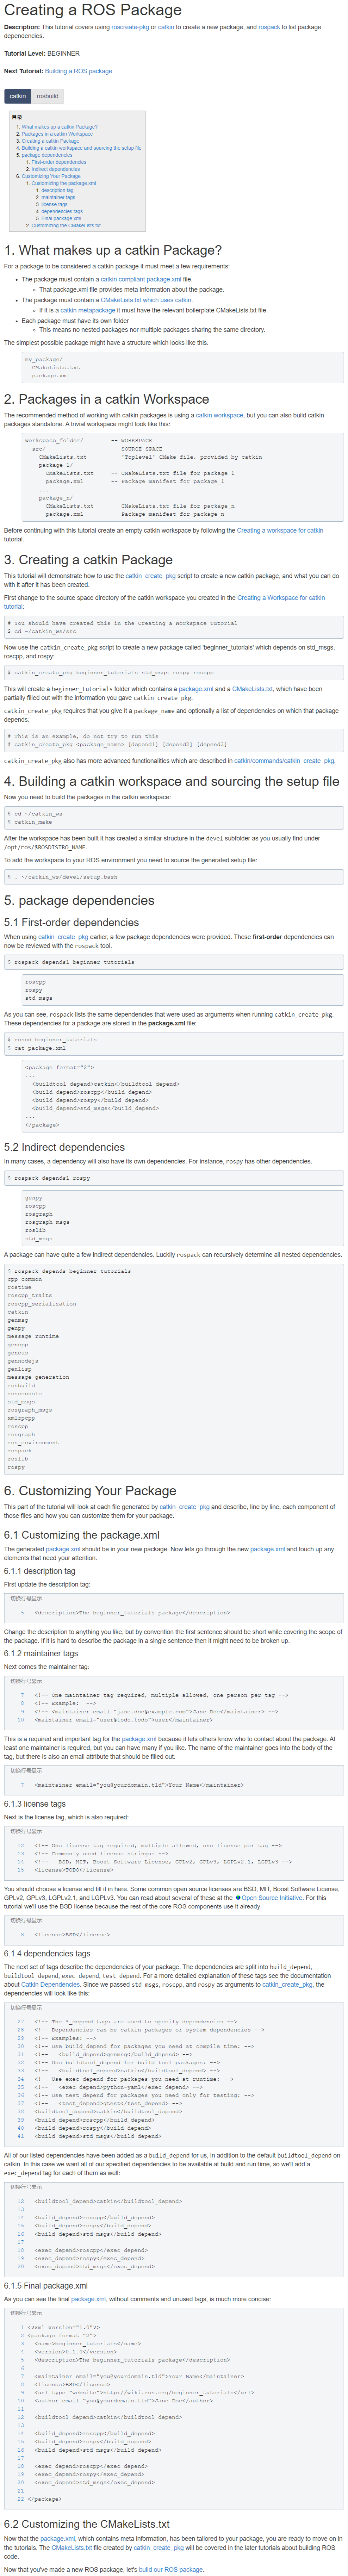 Creating a ROS Package
Description: This tutorial covers using roscreate-pkg or catkin to create a new package, and rospack to list package
dependencies.
Tutorial Level: BEGINNER
Next Tutorial: Building a ROS package
catkin rosbuild
目录
1. What makes up a catkin Package?
2. Packages in a catkin Workspace
3. Creating a catkin Package
4. Building a catkin workspace and sourcing the setup file
5. package dependencies
1. First-order dependencies
2. Indirect dependencies
6. Customizing Your Package
1. Customizing the package.xml
1. description tag
2. maintainer tags
3. license tags
4. dependencies tags
5. Final package.xml
2. Customizing the CMakeLists.txt
1. What makes up a catkin Package?
For a package to be considered a catkin package it must meet a few requirements:
• The package must contain a catkin compliant package.xml file.
◦ That package.xml file provides meta information about the package.
• The package must contain a CMakeLists.txt which uses catkin.
◦ If it is a catkin metapackage it must have the relevant boilerplate CMakeLists.txt file.
• Each package must have its own folder
◦ This means no nested packages nor multiple packages sharing the same directory.
The simplest possible package might have a structure which looks like this:
my_package/
CMakeLists.txt
package.xml
2. Packages in a catkin Workspace
The recommended method of working with catkin packages is using a catkin workspace, but you can also build catkin
packages standalone. A trivial workspace might look like this:
workspace_folder/ -- WORKSPACE
src/ -- SOURCE SPACE
CMakeLists.txt -- 'Toplevel' CMake file, provided by catkin
package_1/
CMakeLists.txt -- CMakeLists.txt file for package_1
package.xml -- Package manifest for package_1
...
package_n/
CMakeLists.txt -- CMakeLists.txt file for package_n
package.xml -- Package manifest for package_n
Before continuing with this tutorial create an empty catkin workspace by following the Creating a workspace for catkin
tutorial.
3. Creating a catkin Package
This tutorial will demonstrate how to use the catkin_create_pkg script to create a new catkin package, and what you can do
with it after it has been created.
First change to the source space directory of the catkin workspace you created in the Creating a Workspace for catkin
tutorial:
# You should have created this in the Creating a Workspace Tutorial
$ cd ~/catkin_ws/src
Now use the catkin_create_pkg script to create a new package called 'beginner_tutorials' which depends on std_msgs,
roscpp, and rospy:
$ catkin_create_pkg beginner_tutorials std_msgs rospy roscpp
This will create a beginner_tutorials folder which contains a package.xml and a CMakeLists.txt, which have been
partially filled out with the information you gave catkin_create_pkg.
catkin_create_pkg requires that you give it a package_name and optionally a list of dependencies on which that package
depends:
# This is an example, do not try to run this
# catkin_create_pkg <package_name> [depend1] [depend2] [depend3]
catkin_create_pkg also has more advanced functionalities which are described in catkin/commands/catkin_create_pkg.
4. Building a catkin workspace and sourcing the setup file
Now you need to build the packages in the catkin workspace:
$ cd ~/catkin_ws
$ catkin_make
After the workspace has been built it has created a similar structure in the devel subfolder as you usually find under
/opt/ros/$ROSDISTRO_NAME.
To add the workspace to your ROS environment you need to source the generated setup file:
$ . ~/catkin_ws/devel/setup.bash
5. package dependencies
5.1 First-order dependencies
When using catkin_create_pkg earlier, a few package dependencies were provided. These first-order dependencies can
now be reviewed with the rospack tool.
$ rospack depends1 beginner_tutorials
roscpp
rospy
std_msgs
As you can see, rospack lists the same dependencies that were used as arguments when running catkin_create_pkg.
These dependencies for a package are stored in the package.xml file:
$ roscd beginner_tutorials
$ cat package.xml
<package format="2">
...
<buildtool_depend>catkin</buildtool_depend>
<build_depend>roscpp</build_depend>
<build_depend>rospy</build_depend>
<build_depend>std_msgs</build_depend>
...
</package>
5.2 Indirect dependencies
In many cases, a dependency will also have its own dependencies. For instance, rospy has other dependencies.
$ rospack depends1 rospy
genpy
roscpp
rosgraph
rosgraph_msgs
roslib
std_msgs
A package can have quite a few indirect dependencies. Luckily rospack can recursively determine all nested dependencies.
$ rospack depends beginner_tutorials
cpp_common
rostime
roscpp_traits
roscpp_serialization
catkin
genmsg
genpy
message_runtime
gencpp
geneus
gennodejs
genlisp
message_generation
rosbuild
rosconsole
std_msgs
rosgraph_msgs
xmlrpcpp
roscpp
rosgraph
ros_environment
rospack
roslib
rospy
6. Customizing Your Package
This part of the tutorial will look at each file generated by catkin_create_pkg and describe, line by line, each component of
those files and how you can customize them for your package.
6.1 Customizing the package.xml
The generated package.xml should be in your new package. Now lets go through the new package.xml and touch up any
elements that need your attention.
6.1.1 description tag
First update the description tag:
切换行号显示
5 <description>The beginner_tutorials package</description>
Change the description to anything you like, but by convention the first sentence should be short while covering the scope of
the package. If it is hard to describe the package in a single sentence then it might need to be broken up.
6.1.2 maintainer tags
Next comes the maintainer tag:
切换行号显示
7 <!-- One maintainer tag required, multiple allowed, one person per tag -->
8 <!-- Example: -->
9 <!-- <maintainer email="jane.doe@example.com">Jane Doe</maintainer> -->
10 <maintainer email="user@todo.todo">user</maintainer>
This is a required and important tag for the package.xml because it lets others know who to contact about the package. At
least one maintainer is required, but you can have many if you like. The name of the maintainer goes into the body of the
tag, but there is also an email attribute that should be filled out:
切换行号显示
7 <maintainer email="you@yourdomain.tld">Your Name</maintainer>
6.1.3 license tags
Next is the license tag, which is also required:
切换行号显示
12 <!-- One license tag required, multiple allowed, one license per tag -->
13 <!-- Commonly used license strings: -->
14 <!-- BSD, MIT, Boost Software License, GPLv2, GPLv3, LGPLv2.1, LGPLv3 -->
15 <license>TODO</license>
You should choose a license and fill it in here. Some common open source licenses are BSD, MIT, Boost Software License,
GPLv2, GPLv3, LGPLv2.1, and LGPLv3. You can read about several of these at the Open Source Initiative. For this
tutorial we'll use the BSD license because the rest of the core ROS components use it already:
切换行号显示
8 <license>BSD</license>
6.1.4 dependencies tags
The next set of tags describe the dependencies of your package. The dependencies are split into build_depend,
buildtool_depend, exec_depend, test_depend. For a more detailed explanation of these tags see the documentation
about Catkin Dependencies. Since we passed std_msgs, roscpp, and rospy as arguments to catkin_create_pkg, the
dependencies will look like this:
切换行号显示
27 <!-- The *_depend tags are used to specify dependencies -->
28 <!-- Dependencies can be catkin packages or system dependencies -->
29 <!-- Examples: -->
30 <!-- Use build_depend for packages you need at compile time: -->
31 <!-- <build_depend>genmsg</build_depend> -->
32 <!-- Use buildtool_depend for build tool packages: -->
33 <!-- <buildtool_depend>catkin</buildtool_depend> -->
34 <!-- Use exec_depend for packages you need at runtime: -->
35 <!-- <exec_depend>python-yaml</exec_depend> -->
36 <!-- Use test_depend for packages you need only for testing: -->
37 <!-- <test_depend>gtest</test_depend> -->
38 <buildtool_depend>catkin</buildtool_depend>
39 <build_depend>roscpp</build_depend>
40 <build_depend>rospy</build_depend>
41 <build_depend>std_msgs</build_depend>
All of our listed dependencies have been added as a build_depend for us, in addition to the default buildtool_depend on
catkin. In this case we want all of our specified dependencies to be available at build and run time, so we'll add a
exec_depend tag for each of them as well:
切换行号显示
12 <buildtool_depend>catkin</buildtool_depend>
13
14 <build_depend>roscpp</build_depend>
15 <build_depend>rospy</build_depend>
16 <build_depend>std_msgs</build_depend>
17
18 <exec_depend>roscpp</exec_depend>
19 <exec_depend>rospy</exec_depend>
20 <exec_depend>std_msgs</exec_depend>
6.1.5 Final package.xml
As you can see the final package.xml, without comments and unused tags, is much more concise:
切换行号显示
1 <?xml version="1.0"?>
2 <package format="2">
3 <name>beginner_tutorials</name>
4 <version>0.1.0</version>
5 <description>The beginner_tutorials package</description>
6
7 <maintainer email="you@yourdomain.tld">Your Name</maintainer>
8 <license>BSD</license>
9 <url type="website">http://wiki.ros.org/beginner_tutorials</url>
10 <author email="you@yourdomain.tld">Jane Doe</author>
11
12 <buildtool_depend>catkin</buildtool_depend>
13
14 <build_depend>roscpp</build_depend>
15 <build_depend>rospy</build_depend>
16 <build_depend>std_msgs</build_depend>
17
18 <exec_depend>roscpp</exec_depend>
19 <exec_depend>rospy</exec_depend>
20 <exec_depend>std_msgs</exec_depend>
21
22 </package>
6.2 Customizing the CMakeLists.txt
Now that the package.xml, which contains meta information, has been tailored to your package, you are ready to move on in
the tutorials. The CMakeLists.txt file created by catkin_create_pkg will be covered in the later tutorials about building ROS
code.
Now that you've made a new ROS package, let's build our ROS package.